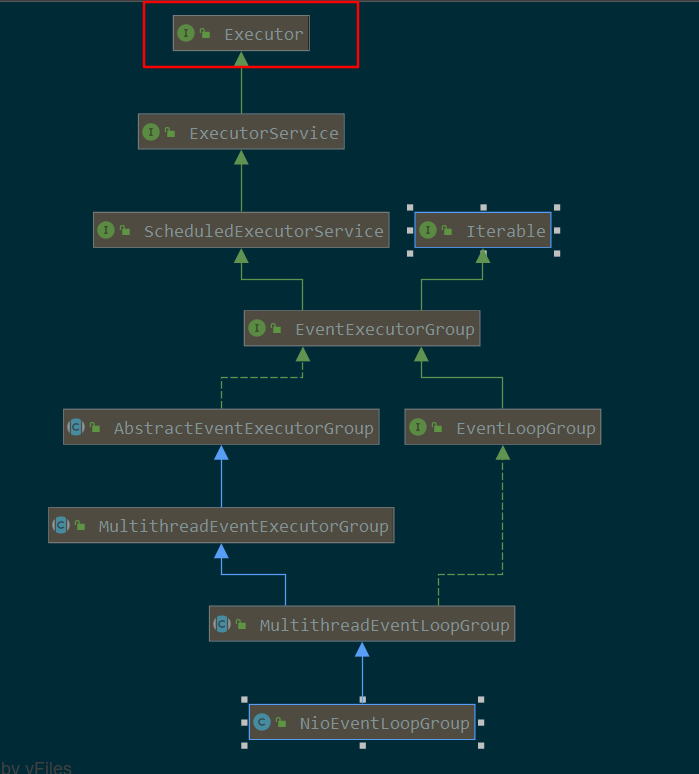 Executor
ExecutorService
ScheduledExecutorService
Iterable
EventExecutorGroup
AbstractEventExecutorGroup
EventLoopGroup
MultithreadEventExecutorGroup
MultithreadEventLoopGroup
NioEventLoopGroup
by yFiles